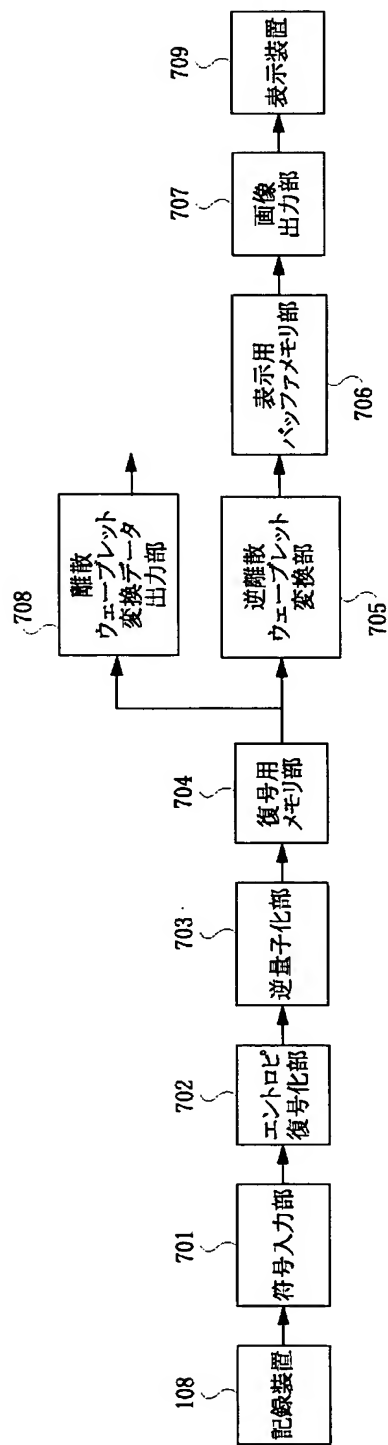 108
記録装置
701
符号入力部
702
エントロピ
復号化部
703
逆量子化部
704
復号用
メモリ部
708
離散
ウェーブレット
変換データ
出力部
逆離散
ウェーブレット
変換部
705
表示用
バッファメモリ部
706
707
画像
出力部
709
表示装置